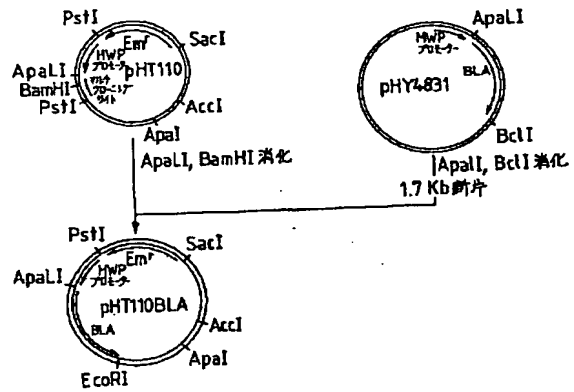 PstI
SacI
Emʳ
HWP
プロモーター
pHT110
ApaLI
BamHI
PstI
マルチ
クローニング
サイト
AccI
ApaI
ApaLI, BamHI 消化
ApaLI
MWP
プロモーター
BLA
pHY4831
BclI
ApalI, BclI 消化
1.7 Kb 断片
PstI
SacI
Emʳ
ApaLI
HWP
プロモーター
pHT110BLA
BLA
AccI
ApaI
EcoRI